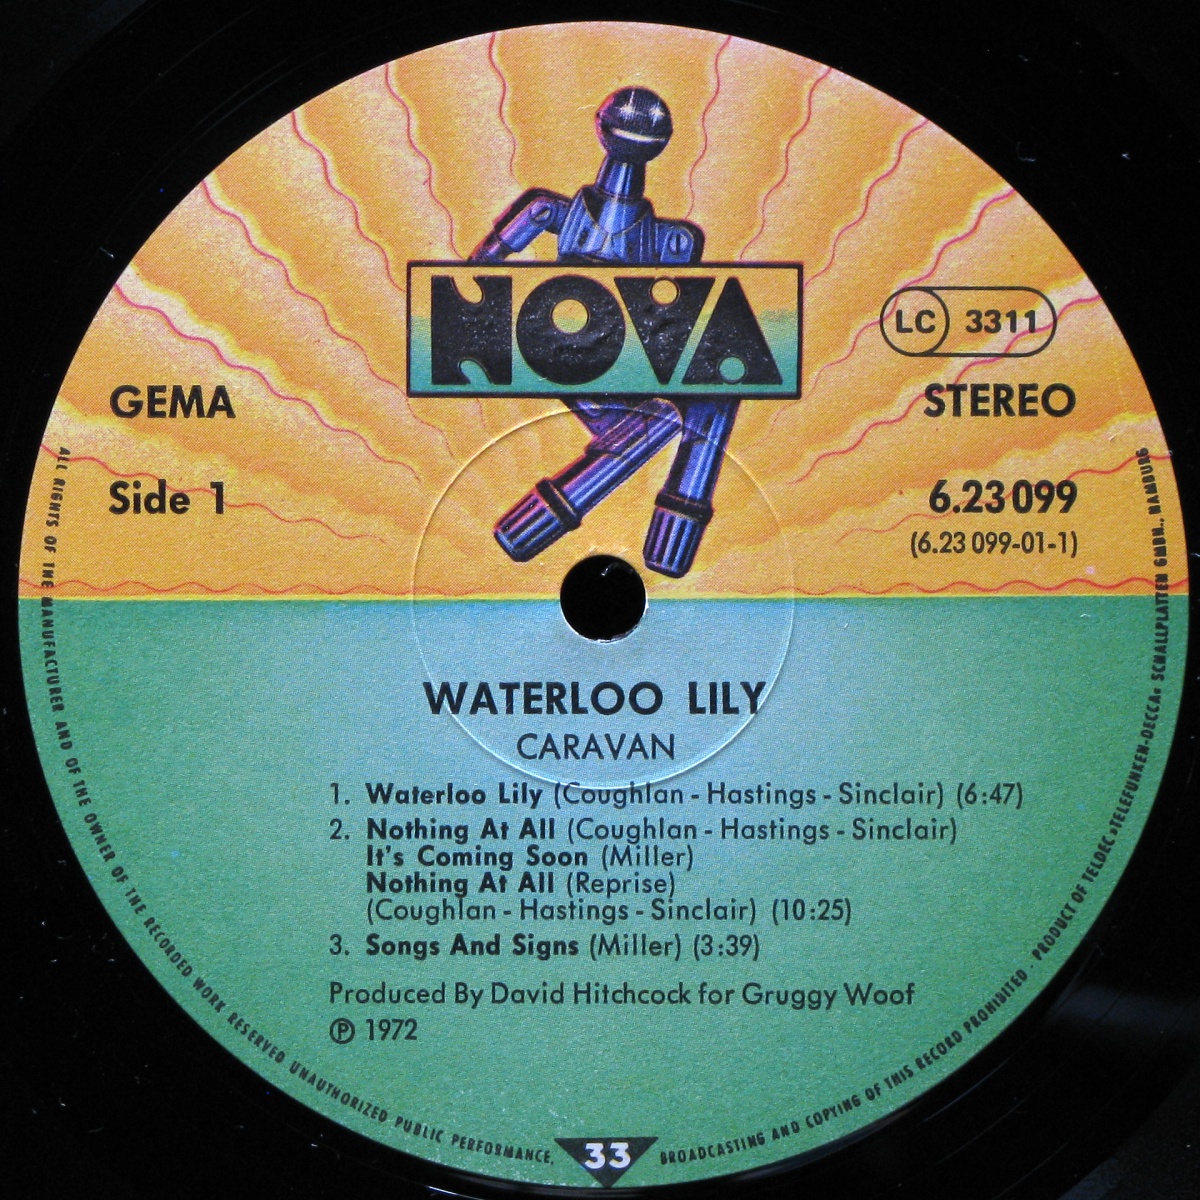 NOVA
LC 3311
GEMA
STEREO
Side 1
6.23 099
(6.23 099-01-1)
WATERLOO LILY
CARAVAN
1. Waterloo Lily (Coughlan - Hastings - Sinclair) (6:47)
2. Nothing At All (Coughlan - Hastings - Sinclair)
It's Coming Soon (Miller)
Nothing At All (Reprise)
(Coughlan - Hastings - Sinclair) (10:25)
3. Songs And Signs (Miller) (3:39)
Produced By David Hitchcock for Gruggy Woof
℗ 1972
33
ALL RIGHTS OF THE MANUFACTURER AND OF THE OWNER OF THE RECORDED WORK RESERVED UNAUTHORIZED PUBLIC PERFORMANCE, BROADCASTING AND COPYING OF THIS RECORD PROHIBITED · PRODUCT OF TELDEC »TELEFUNKEN-DECCA« SCHALLPLATTEN GMBH., HAMBURG